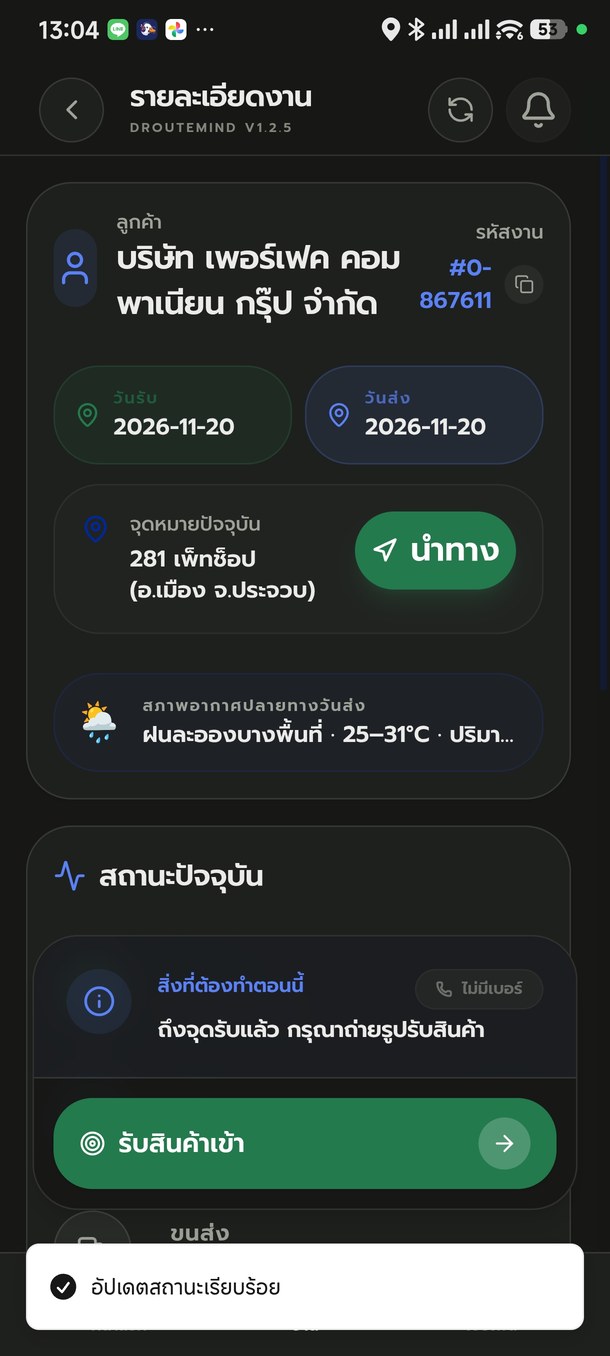 13:04
53
รายละเอียดงาน
DROUTEMIND V1.2.5
ลูกค้า
บริษัท เพอร์เฟค คอม
พาเนียน กรุ๊ป จำกัด
รหัสงาน
#0-
867611
วันรับ
2026-11-20
วันส่ง
2026-11-20
จุดหมายปัจจุบัน
281 เพ็ทช็อป
(อ.เมือง จ.ประจวบ)
นำทาง
สภาพอากาศปลายทางวันส่ง
ฝนละอองบางพื้นที่ · 25–31°C · ปริมา...
สถานะปัจจุบัน
สิ่งที่ต้องทำตอนนี้
ไม่มีเบอร์
ถึงจุดรับแล้ว กรุณาถ่ายรูปรับสินค้า
รับสินค้าเข้า
ขนส่ง
อัปเดตสถานะเรียบร้อย